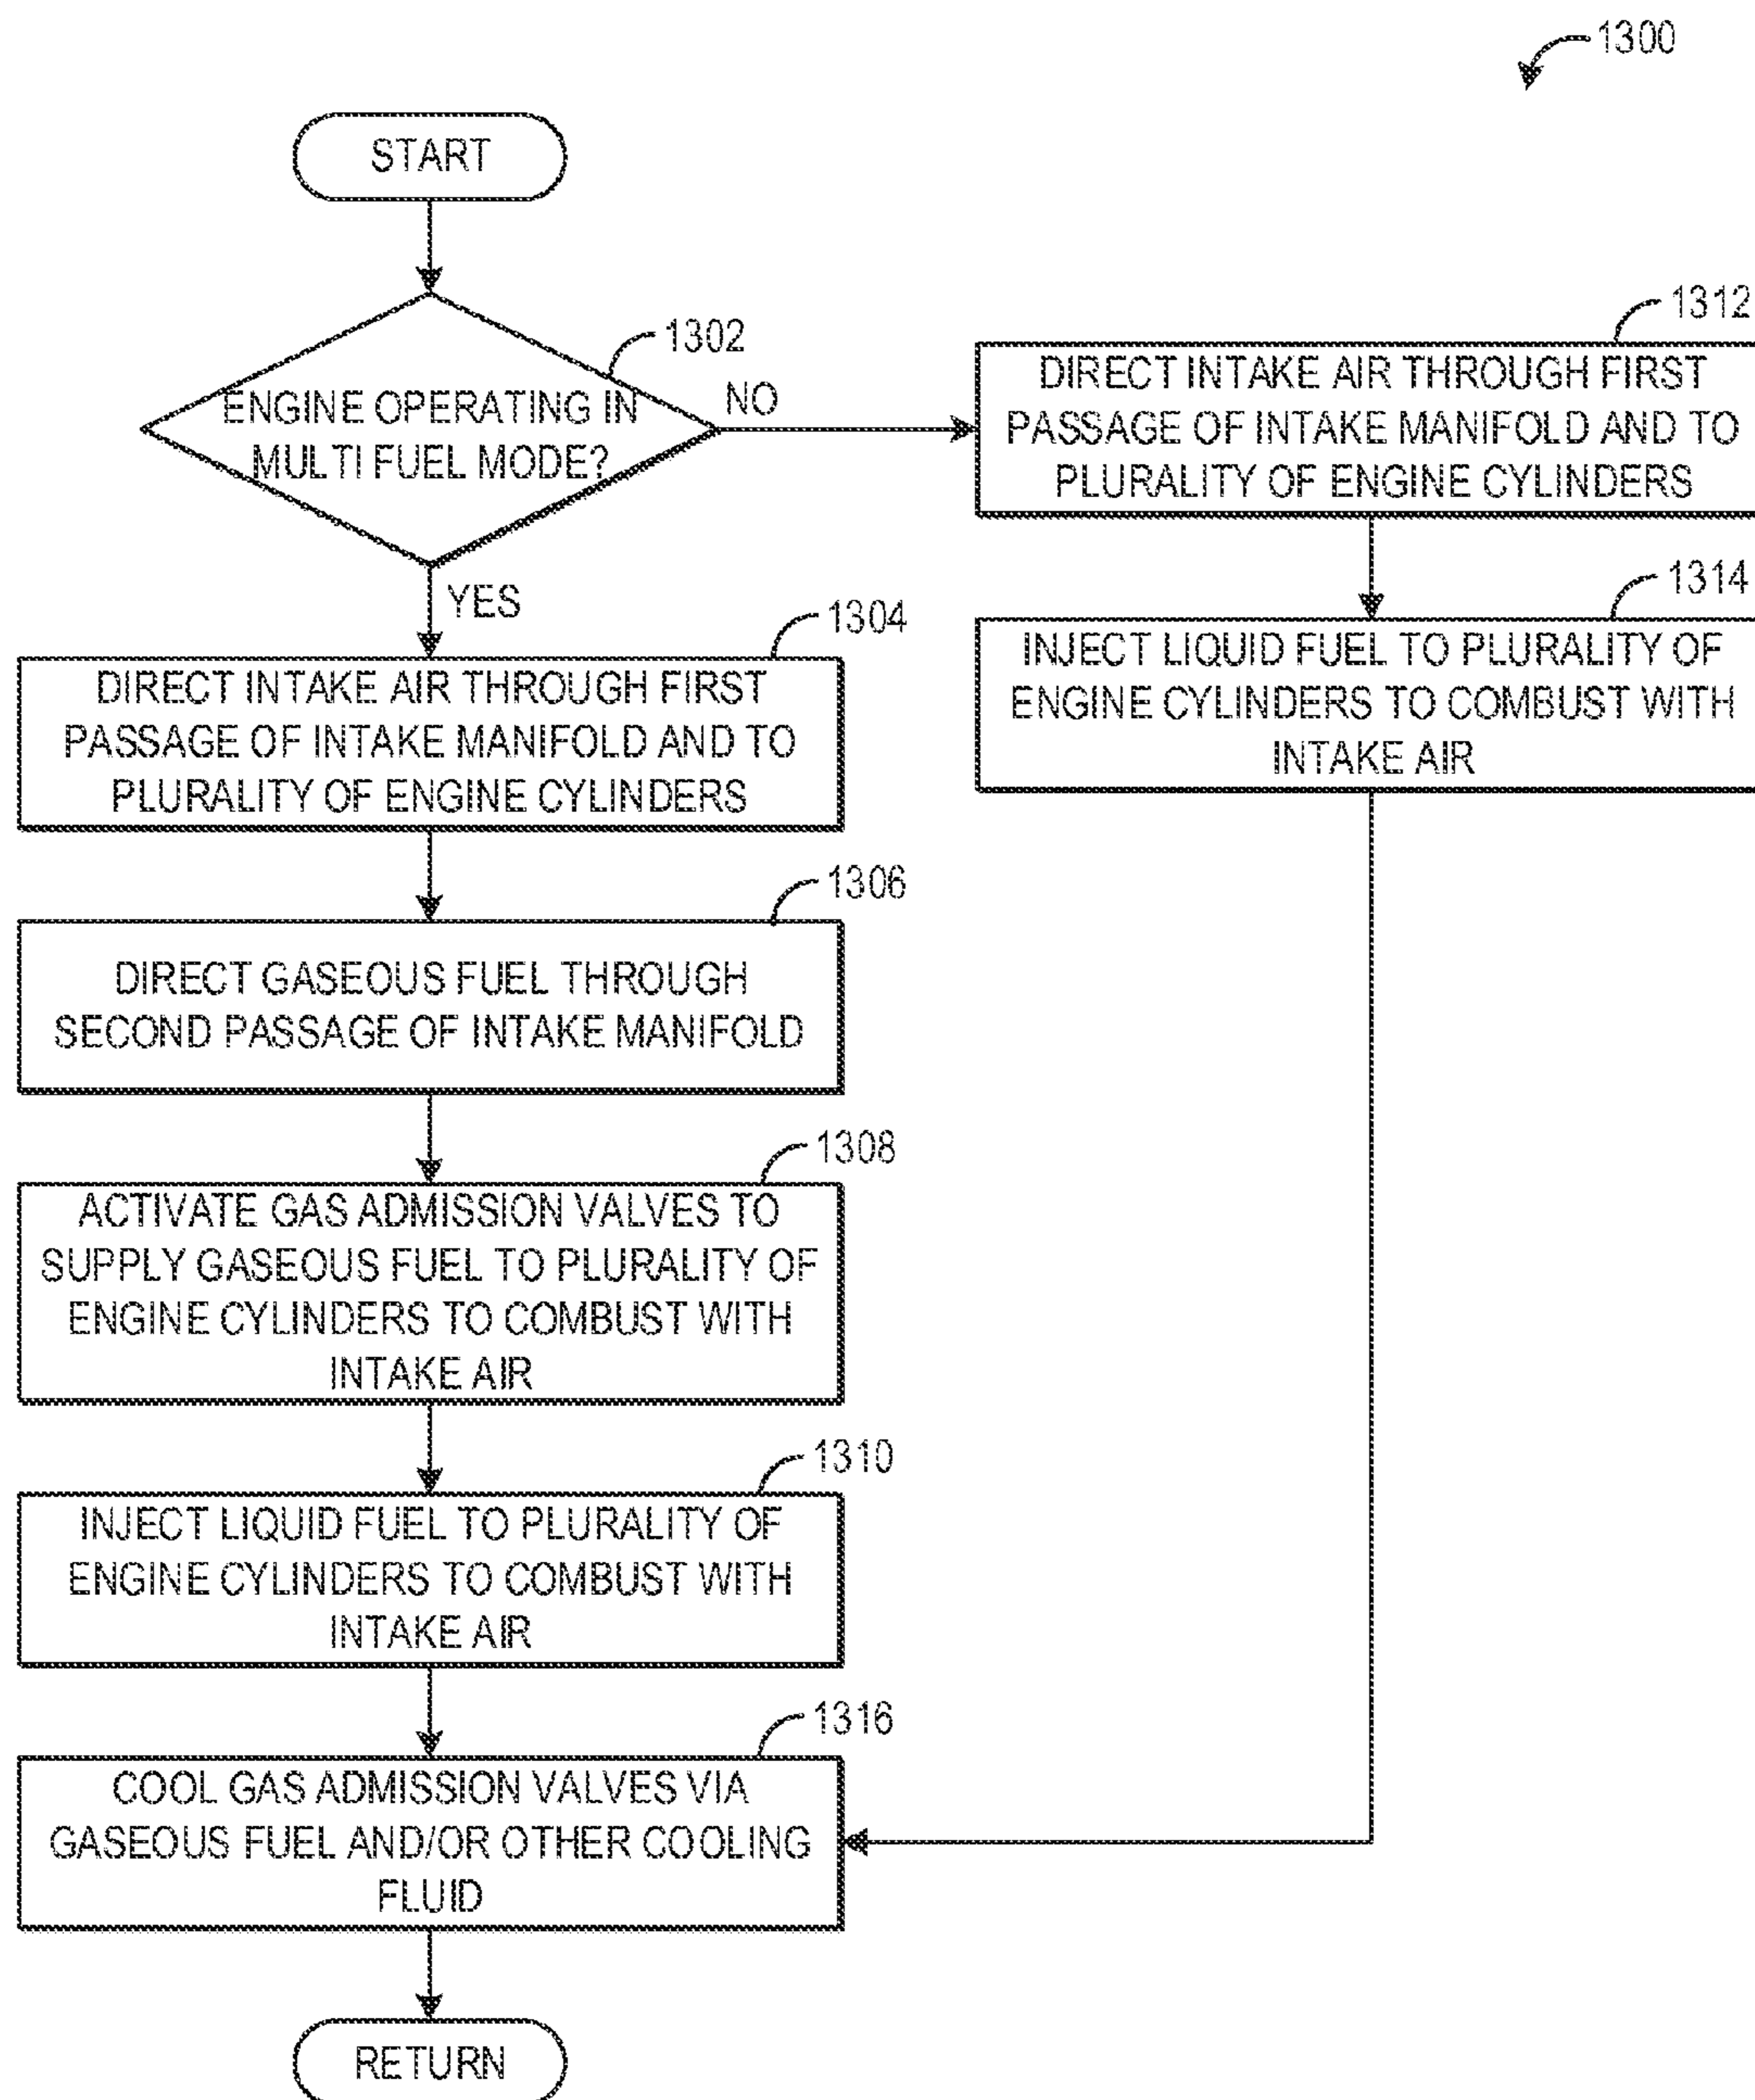 1300
START
1302
ENGINE OPERATING IN
MULTI FUEL MODE?
NO
YES
1304
DIRECT INTAKE AIR THROUGH FIRST
PASSAGE OF INTAKE MANIFOLD AND TO
PLURALITY OF ENGINE CYLINDERS
1306
DIRECT GASEOUS FUEL THROUGH
SECOND PASSAGE OF INTAKE MANIFOLD
1308
ACTIVATE GAS ADMISSION VALVES TO
SUPPLY GASEOUS FUEL TO PLURALITY OF
ENGINE CYLINDERS TO COMBUST WITH
INTAKE AIR
1310
INJECT LIQUID FUEL TO PLURALITY OF
ENGINE CYLINDERS TO COMBUST WITH
INTAKE AIR
1312
DIRECT INTAKE AIR THROUGH FIRST
PASSAGE OF INTAKE MANIFOLD AND TO
PLURALITY OF ENGINE CYLINDERS
1314
INJECT LIQUID FUEL TO PLURALITY OF
ENGINE CYLINDERS TO COMBUST WITH
INTAKE AIR
1316
COOL GAS ADMISSION VALVES VIA
GASEOUS FUEL AND/OR OTHER COOLING
FLUID
RETURN